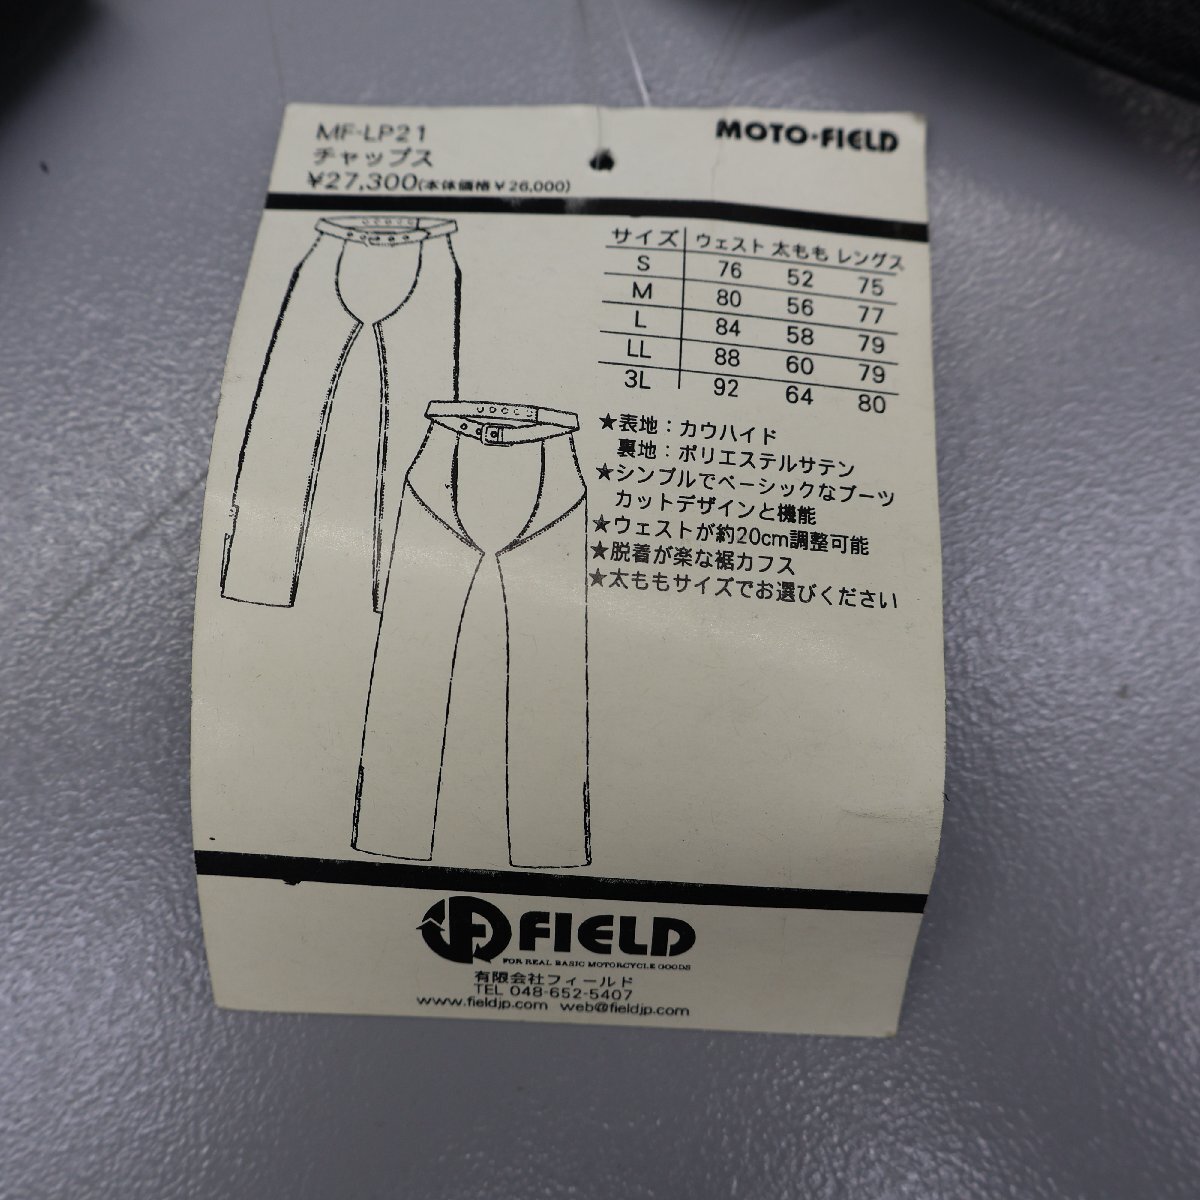 MF-LP21
チャップス
¥27,300(本体価格¥26,000)
MOTO・FIELD
サイズ ウェスト 太もも レングス
S 76 52 75
M 80 56 77
L 84 58 79
LL 88 60 79
3L 92 64 80
★表地：カウハイド
裏地：ポリエステルサテン
★シンプルでベーシックなブーツ
カットデザインと機能
★ウェストが約20cm調整可能
★脱着が楽な裾カフス
★太ももサイズでお選びください
FIELD
FOR REAL BASIC MOTORCYCLE GOODS
有限会社フィールド
TEL 048-652-5407
www.fieldjp.com web@fieldjp.com